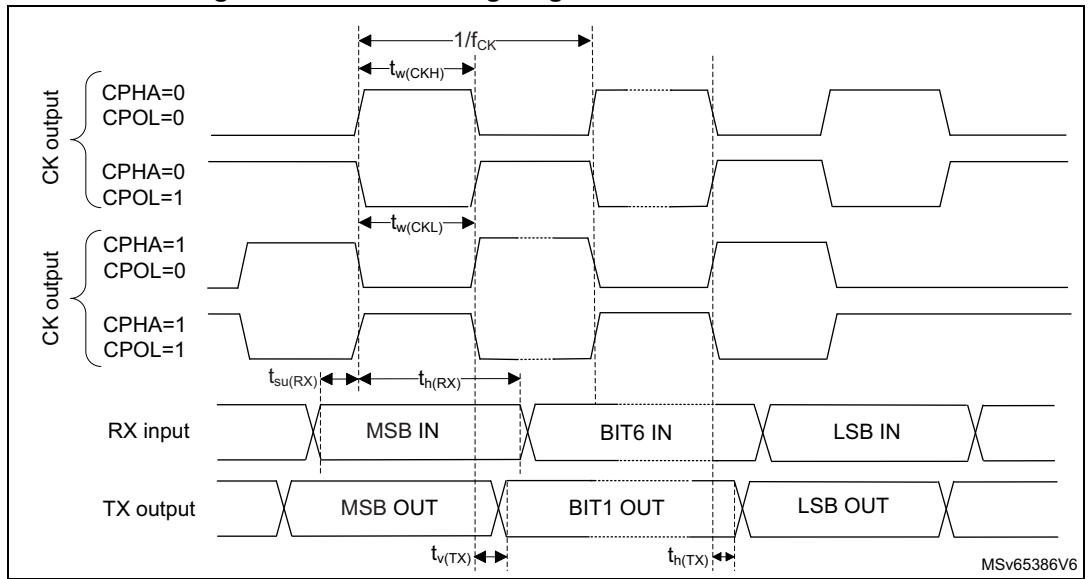 1/fCK
tw(CKH)
CK output
CPHA=0
CPOL=0
CPHA=0
CPOL=1
tw(CKL)
CK output
CPHA=1
CPOL=0
CPHA=1
CPOL=1
tsu(RX)
th(RX)
RX input
MSB IN
BIT6 IN
LSB IN
TX output
MSB OUT
BIT1 OUT
LSB OUT
tv(TX)
th(TX)
MSv65386V6